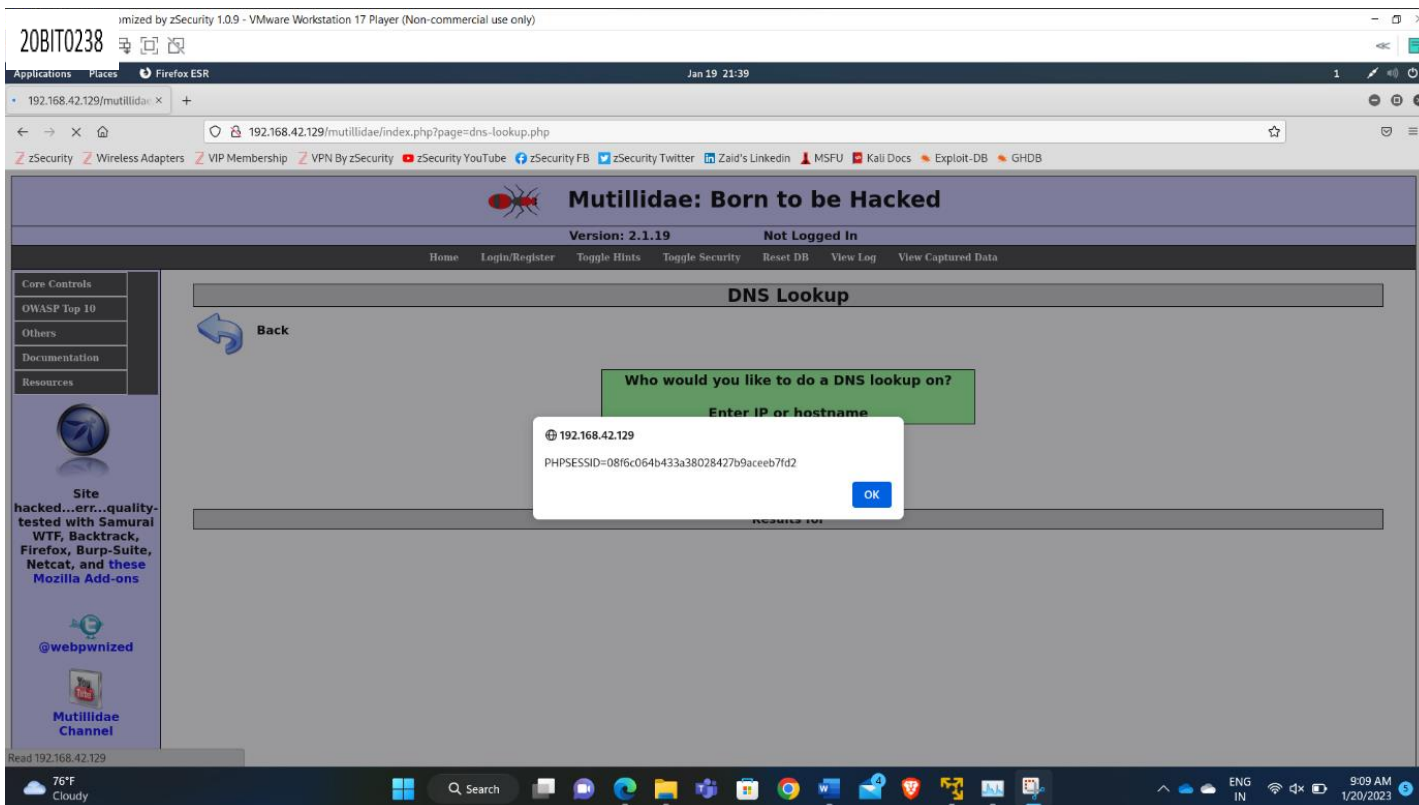 20BIT0238
omized by zSecurity 1.0.9 - VMware Workstation 17 Player (Non-commercial use only)
Applications Places Firefox ESR Jan 19 21:39 1
192.168.42.129/mutillidae
192.168.42.129/mutillidae/index.php?page=dns-lookup.php
zSecurity Wireless Adapters VIP Membership VPN By zSecurity zSecurity YouTube zSecurity FB zSecurity Twitter Zaid's Linkedin MSFU Kali Docs Exploit-DB GHDB
Mutillidae: Born to be Hacked
Version: 2.1.19 Not Logged In
Home Login/Register Toggle Hints Toggle Security Reset DB View Log View Captured Data
Core Controls
OWASP Top 10
Others
Documentation
Resources
Site
hacked...err...quality-
tested with Samurai
WTF, Backtrack,
Firefox, Burp-Suite,
Netcat, and these
Mozilla Add-ons
@webpwnized
You
Tube
Mutillidae
Channel
DNS Lookup
Back
Who would you like to do a DNS lookup on?
Enter IP or hostname
192.168.42.129
PHPSESSID=08f6c064b433a38028427b9aceeb7fd2
OK
Results for
Read 192.168.42.129
76°F
Cloudy
Search
4
ENG
IN
9:09 AM
1/20/2023
5